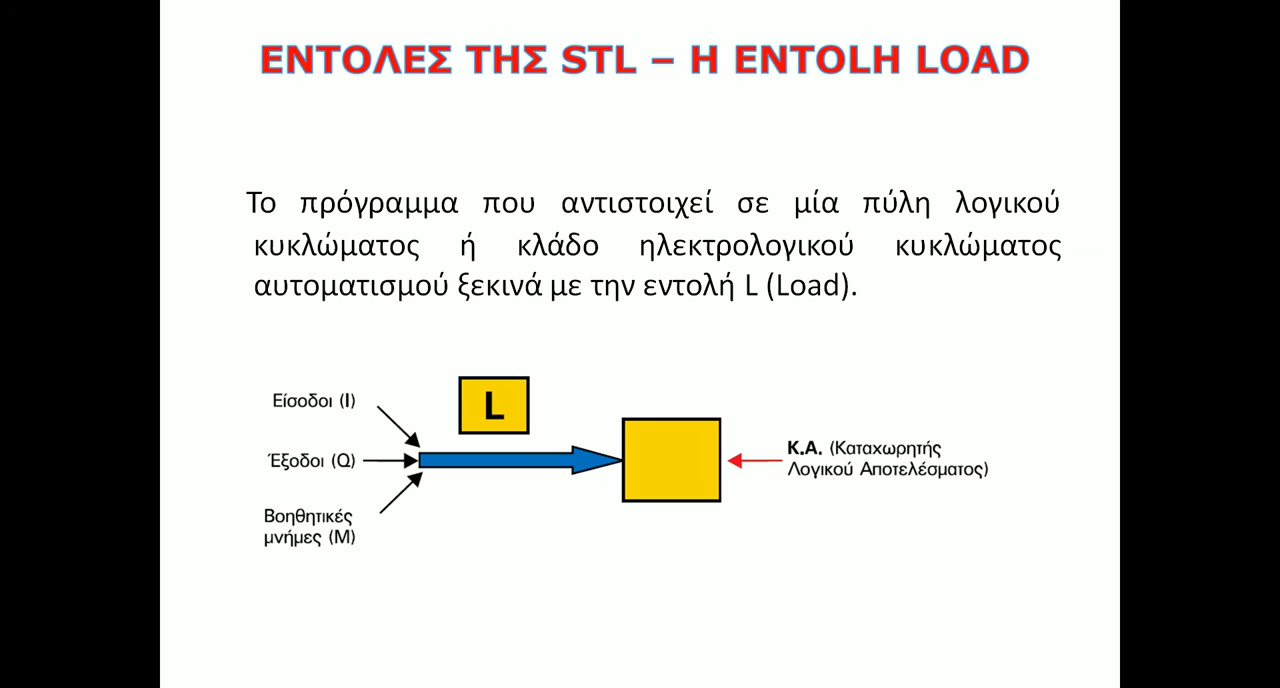 ΕΝΤΟΛΕΣ ΤΗΣ STL – Η ΕΝΤΟLΗ LOAD
Το πρόγραμμα που αντιστοιχεί σε μία πύλη λογικού
κυκλώματος ή κλάδο ηλεκτρολογικού κυκλώματος
αυτοματισμού ξεκινά με την εντολή L (Load).
L
Είσοδοι (I)
Έξοδοι (Q)
Βοηθητικές
μνήμες (M)
Κ.Α. (Καταχωρητής
Λογικού Αποτελέσματος)